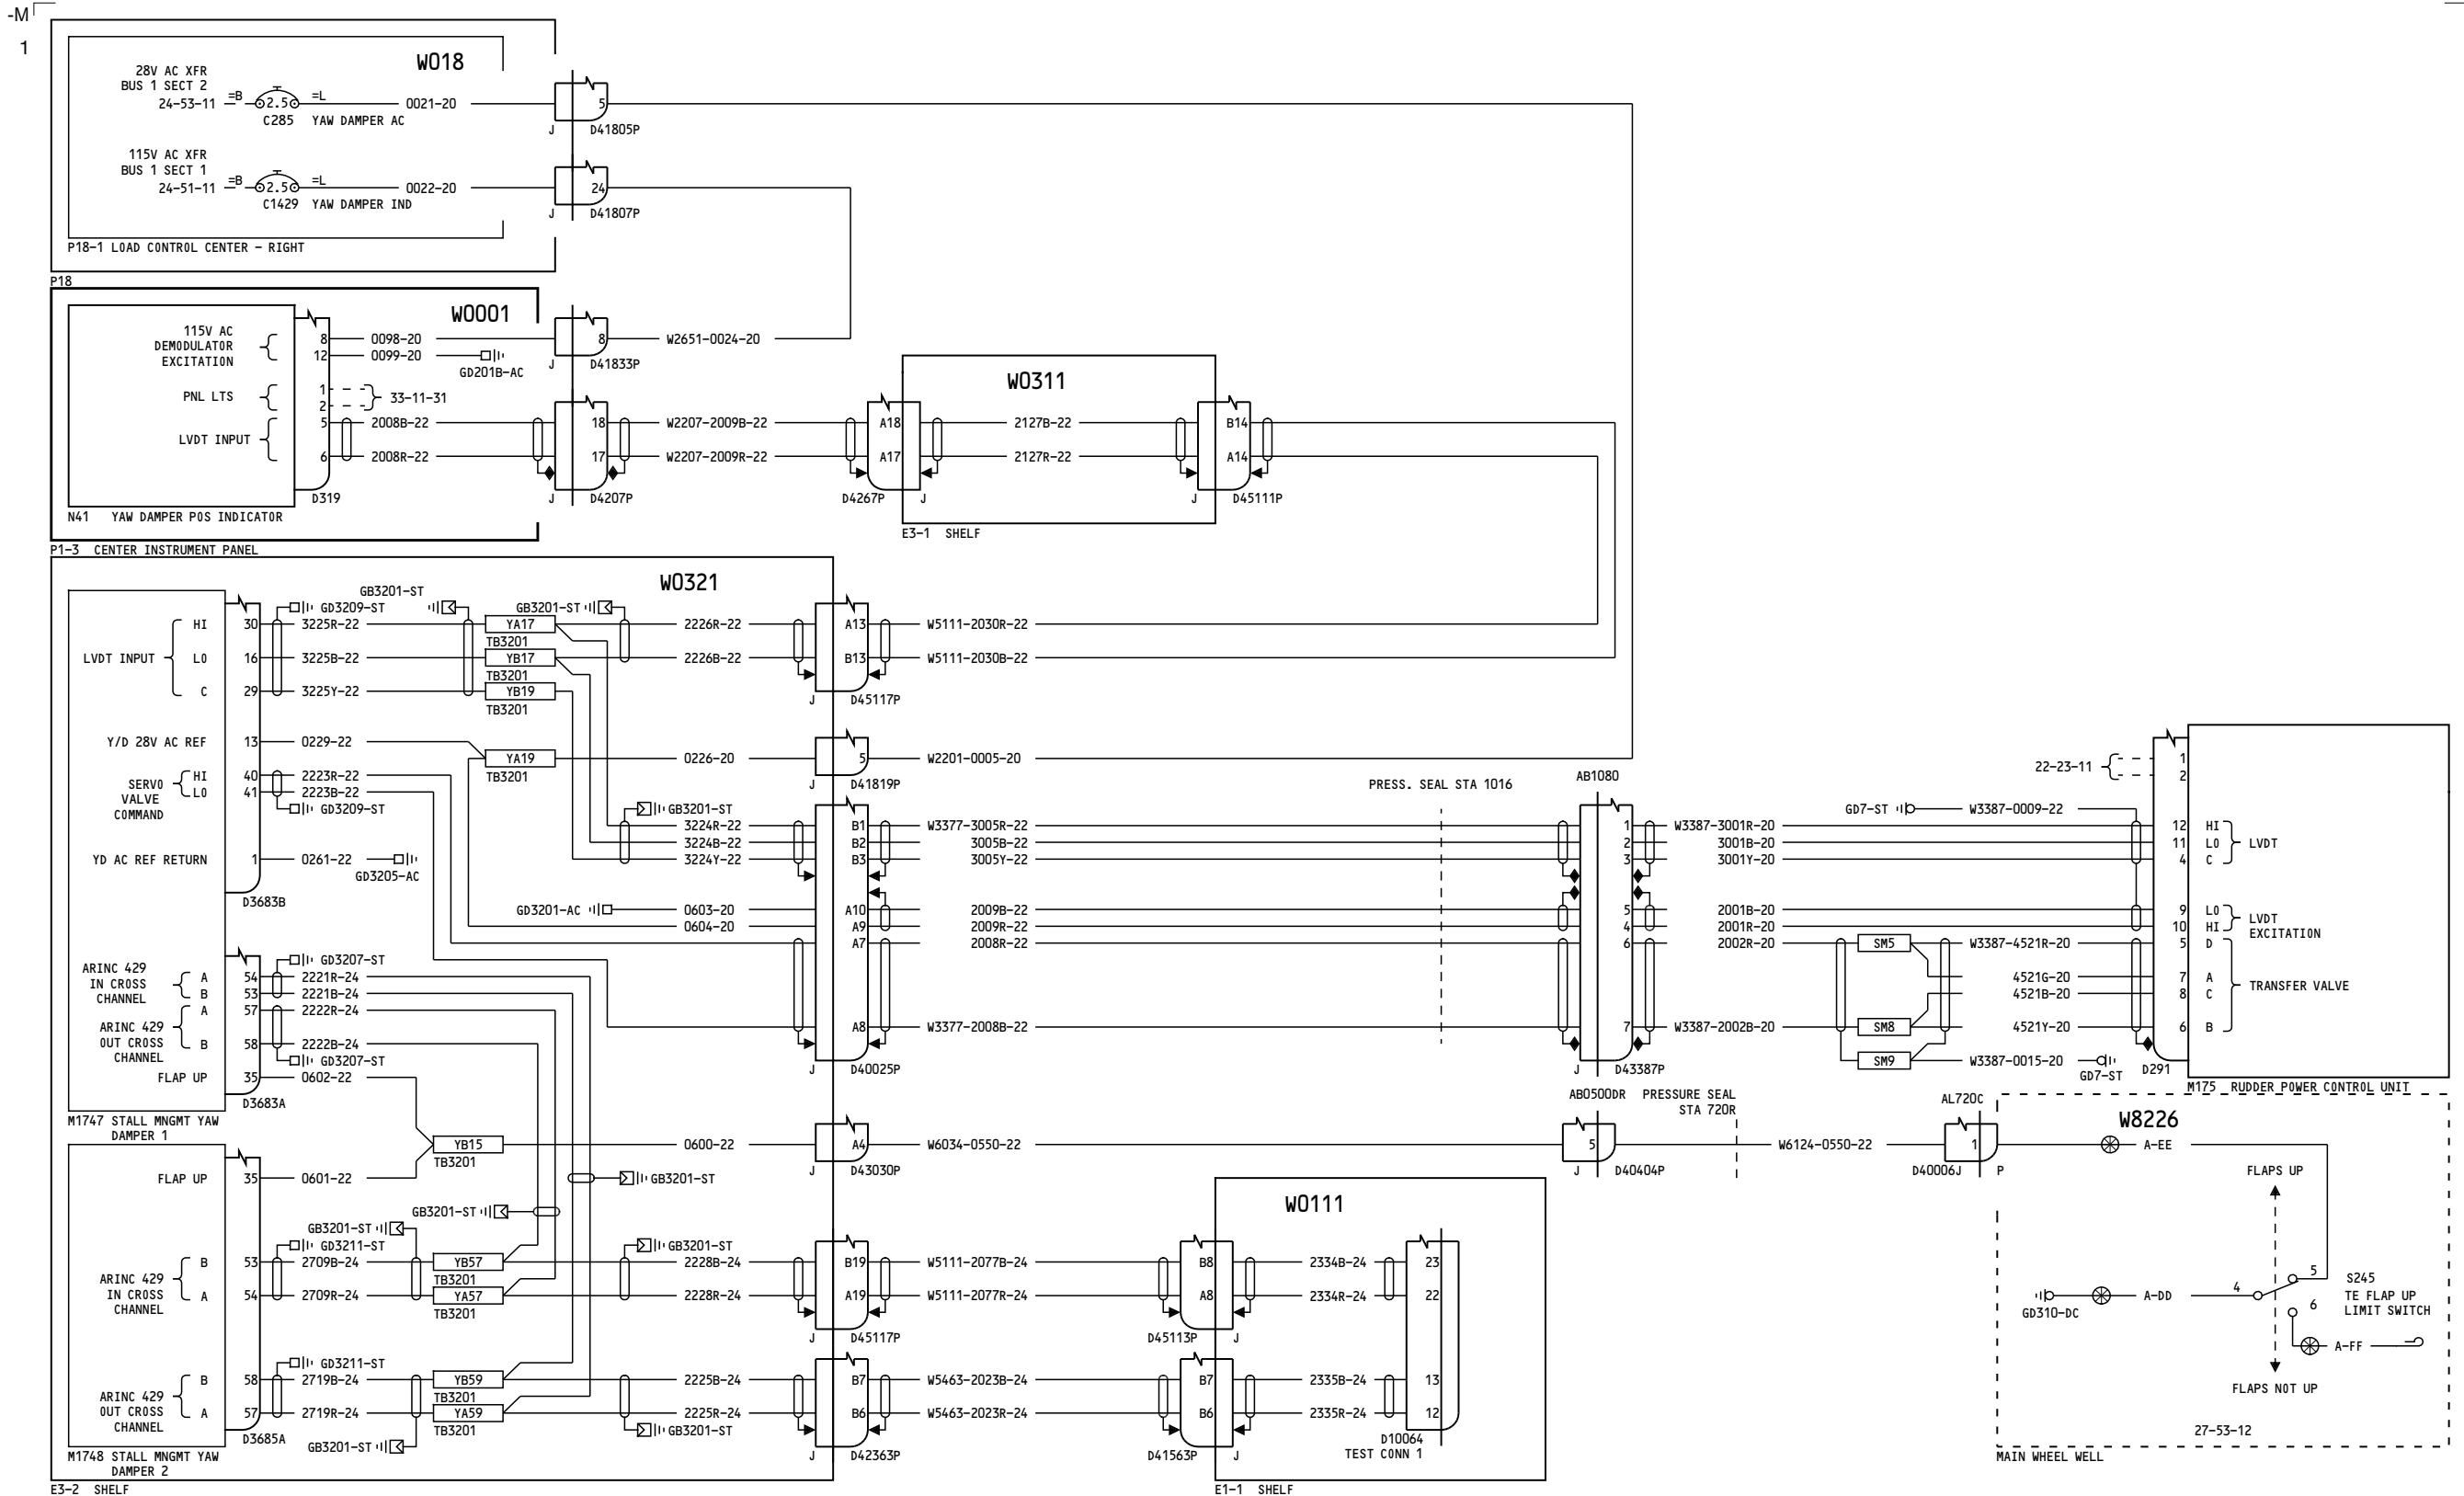 -M
1
W018
28V AC XFR
BUS 1 SECT 2
24-53-11 =B 2.5 =L 0021-20 5
C285 YAW DAMPER AC
J D41805P
115V AC XFR
BUS 1 SECT 1
24-51-11 =B 2.5 =L 0022-20 24
C1429 YAW DAMPER IND
J D41807P
P18-1 LOAD CONTROL CENTER - RIGHT
P18
W0001
115V AC
DEMODULATOR
EXCITATION
8 0098-20 8 W2651-0024-20
12 0099-20
GD201B-AC
J D41833P
PNL LTS
1
2
33-11-31
LVDT INPUT
5 2008B-22 18 W2207-2009B-22 A18 2127B-22 B14
6 2008R-22 17 W2207-2009R-22 A17 2127R-22 A14
D319
J D4207P
D4267P J
J D45111P
W0311
N41 YAW DAMPER POS INDICATOR
E3-1 SHELF
P1-3 CENTER INSTRUMENT PANEL
W0321
GB3201-ST
GD3209-ST
GB3201-ST
LVDT INPUT
HI 30 3225R-22 YA17 2226R-22 A13 W5111-2030R-22
TB3201
LO 16 3225B-22 YB17 2226B-22 B13 W5111-2030B-22
TB3201
C 29 3225Y-22 YB19
TB3201
J D45117P
Y/D 28V AC REF 13 0229-22
YA19 0226-20 5 W2201-0005-20
TB3201
J D41819P
SERVO
VALVE
COMMAND
HI 40 2223R-22
LO 41 2223B-22
GD3209-ST
GB3201-ST
YD AC REF RETURN 1 0261-22
GD3205-AC
D3683B
PRESS. SEAL STA 1016
AB1080
22-23-11
1
2
GD7-ST W3387-0009-22
3224R-22 B1 W3377-3005R-22 1 W3387-3001R-20 12 HI
3224B-22 B2 3005B-22 2 3001B-20 11 LO LVDT
3224Y-22 B3 3005Y-22 3 3001Y-20 4 C
GD3201-AC 0603-20 A10 2009B-22 5 2001B-20 9 LO
0604-20 A9 2009R-22 4 2001R-20 10 HI
LVDT
EXCITATION
A7 2008R-22 6 2002R-20 SM5 W3387-4521R-20 5 D
4521G-20 7 A
4521B-20 8 C
TRANSFER VALVE
A8 W3377-2008B-22 7 W3387-2002B-20 SM8 4521Y-20 6 B
SM9 W3387-0015-20
GD7-ST
J D40025P
J D43387P
D291
M175 RUDDER POWER CONTROL UNIT
GD3207-ST
ARINC 429
IN CROSS
CHANNEL
A 54 2221R-24
B 53 2221B-24
ARINC 429
OUT CROSS
CHANNEL
A 57 2222R-24
B 58 2222B-24
GD3207-ST
FLAP UP 35 0602-22
D3683A
M1747 STALL MNGMT YAW
DAMPER 1
YB15 0600-22 A4 W6034-0550-22 5 W6124-0550-22 1 A-EE
TB3201
J D43030P
AB0500DR
PRESSURE SEAL
STA 720R
J D40404P
AL720C
D40006J P
FLAP UP 35 0601-22
GB3201-ST
GB3201-ST
GB3201-ST
GD3211-ST
GB3201-ST
ARINC 429
IN CROSS
CHANNEL
B 53 2709B-24 YB57 2228B-24 B19 W5111-2077B-24 B8 2334B-24 23
TB3201
A 54 2709R-24 YA57 2228R-24 A19 W5111-2077R-24 A8 2334R-24 22
TB3201
J D45117P
D45113P J
GD3211-ST
ARINC 429
OUT CROSS
CHANNEL
B 58 2719B-24 YB59 2225B-24 B7 W5463-2023B-24 B7 2335B-24 13
TB3201
A 57 2719R-24 YA59 2225R-24 B6 W5463-2023R-24 B6 2335R-24 12
TB3201
GB3201-ST
GB3201-ST
D3685A
J D42363P
D41563P J
D10064
TEST CONN 1
W0111
M1748 STALL MNGMT YAW
DAMPER 2
E3-2 SHELF
E1-1 SHELF
W8226
FLAPS UP
5
4
6
S245
TE FLAP UP
LIMIT SWITCH
GD310-DC
A-DD
A-FF
FLAPS NOT UP
27-53-12
MAIN WHEEL WELL